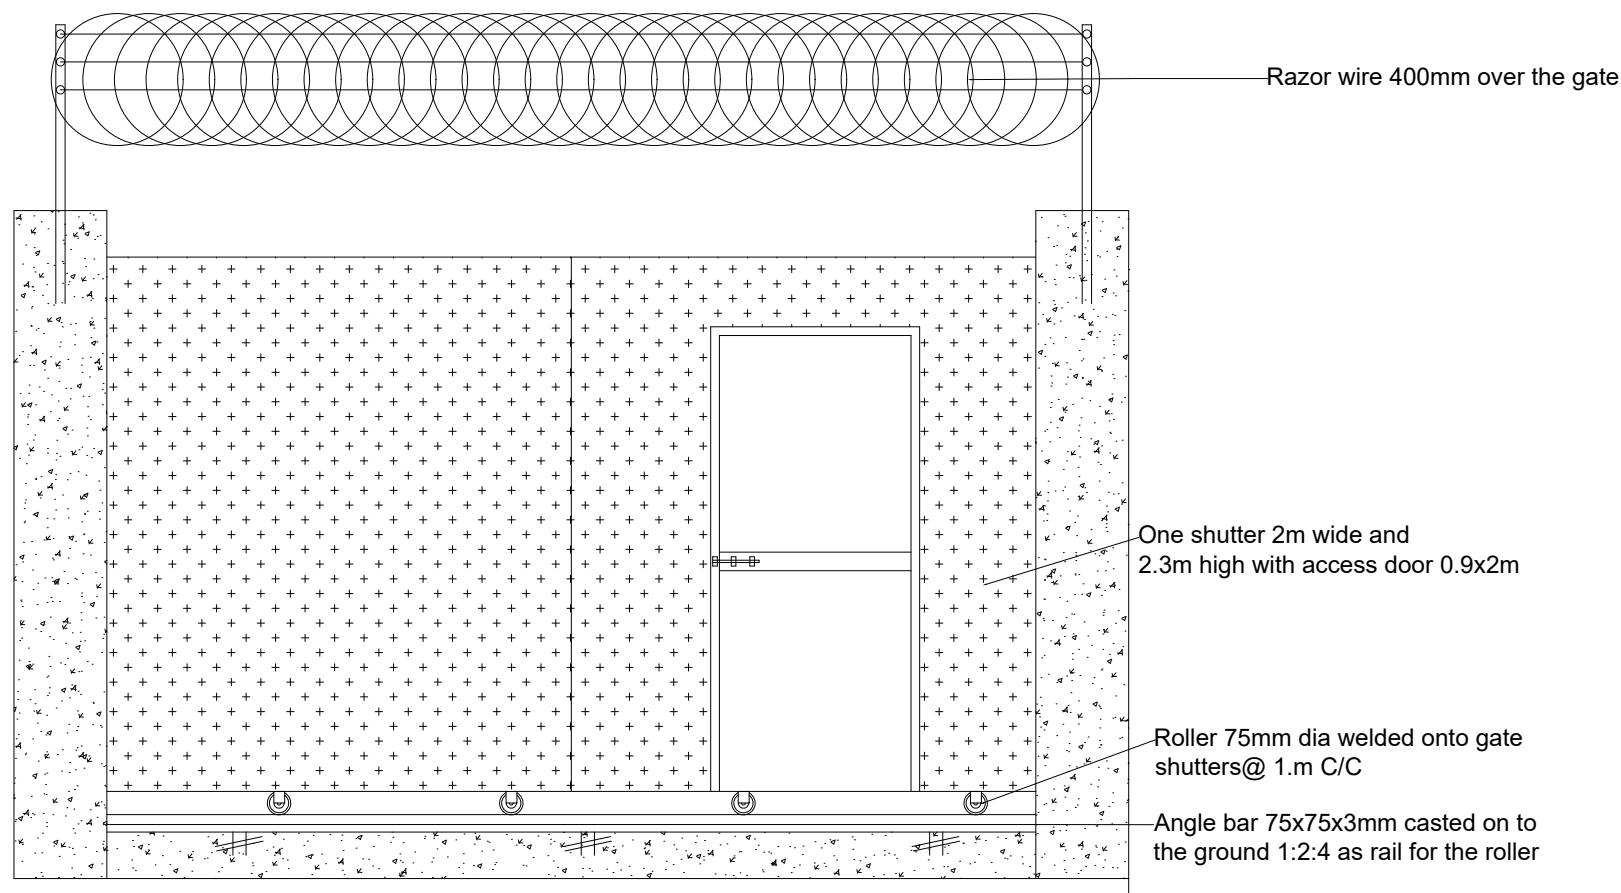 Razor wire 400mm over the gate
One shutter 2m wide and
2.3m high with access door 0.9x2m
Roller 75mm dia welded onto gate
shutters@ 1.m C/C
Angle bar 75x75x3mm casted on to
the ground 1:2:4 as rail for the roller